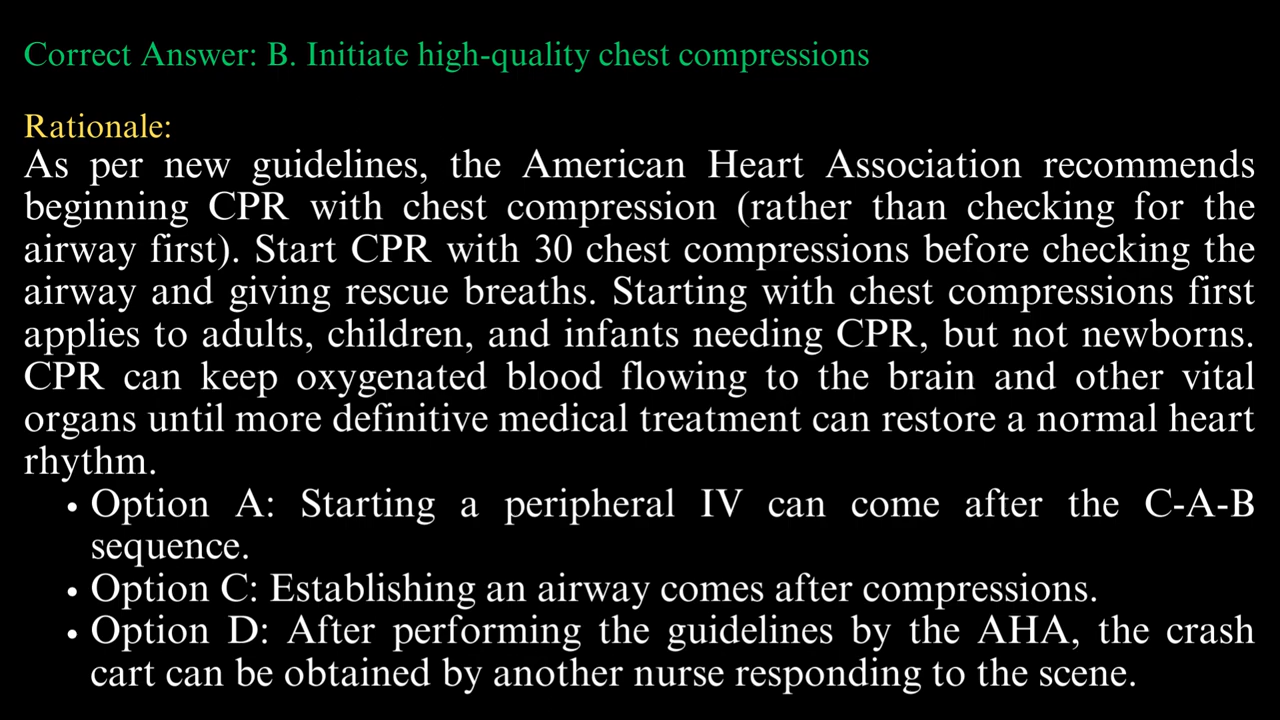 Correct Answer: B. Initiate high-quality chest compressions
Rationale:
As per new guidelines, the American Heart Association recommends
beginning CPR with chest compression (rather than checking for the
airway first). Start CPR with 30 chest compressions before checking the
airway and giving rescue breaths. Starting with chest compressions first
applies to adults, children, and infants needing CPR, but not newborns.
CPR can keep oxygenated blood flowing to the brain and other vital
organs until more definitive medical treatment can restore a normal heart
rhythm.
• Option A: Starting a peripheral IV can come after the C-A-B
sequence.
• Option C: Establishing an airway comes after compressions.
• Option D: After performing the guidelines by the AHA, the crash
cart can be obtained by another nurse responding to the scene.